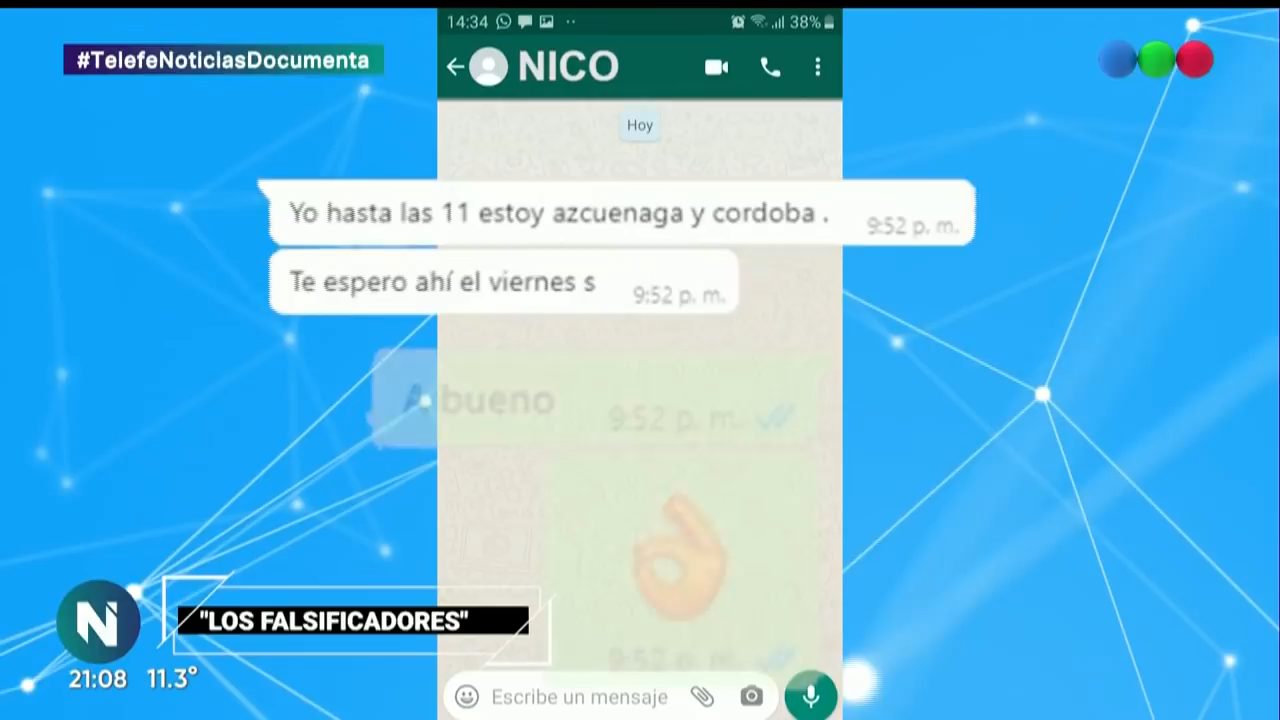 14:34
38%
#TelefeNoticiasDocumenta
NICO
Hoy
Yo hasta las 11 estoy azcuenaga y cordoba .
9:52 p. m.
Te espero ahí el viernes s
9:52 p. m.
A bueno
9:52 p. m.
9:52 p. m.
N
"LOS FALSIFICADORES"
21:08 11.3°
Escribe un mensaje